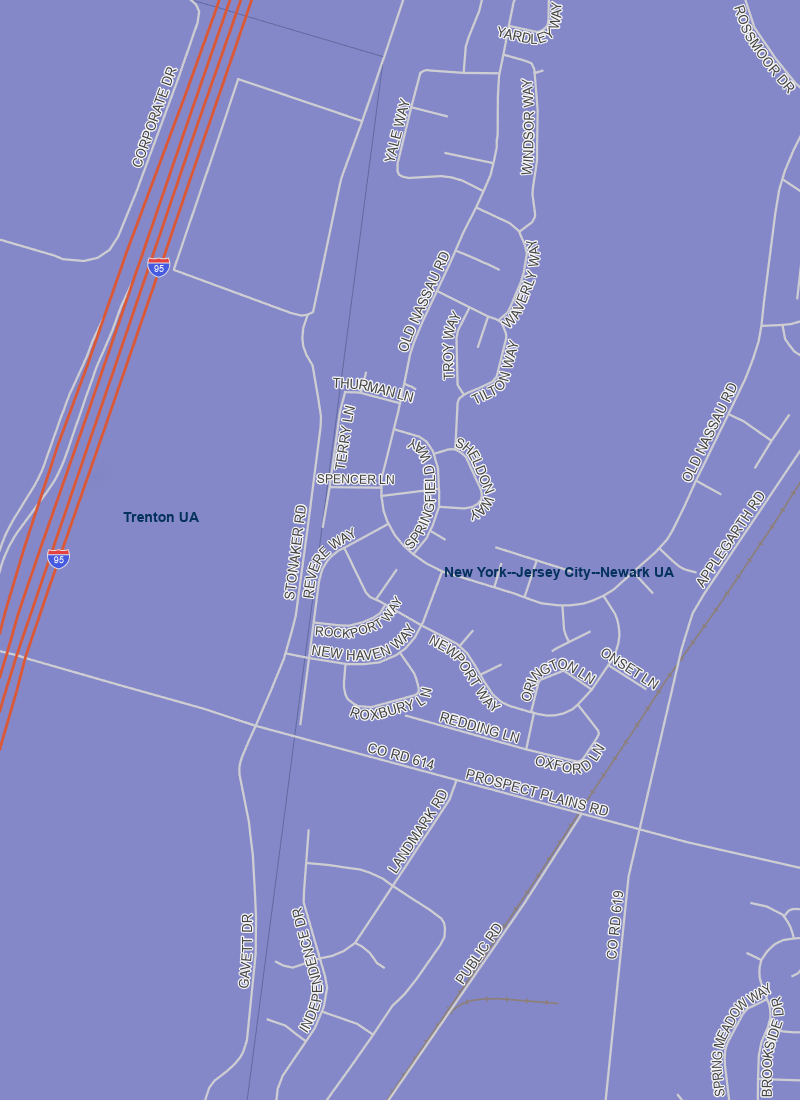 YARDLEY WAY
ROSSMOOR DR
CORPORATE DR
YALE WAY
WINDSOR WAY
95
OLD NASSAU RD
WAVERLY WAY
TROY WAY
TILTON WAY
THURMAN LN
TERRY LN
SPENCER LN
SPRINGFIELD WAY
SHELDON WAY
OLD NASSAU RD
APPLEGARTH RD
Trenton UA
STONAKER RD
REVERE WAY
95
New York--Jersey City--Newark UA
ROCKPORT WAY
NEW HAVEN WAY
NEWPORT WAY
ORINGTON LN
ONSET LN
ROXBURY LN
REDDING LN
OXFORD LN
CO RD 614
PROSPECT PLAINS RD
LANDMARK RD
GAVETT DR
INDEPENDENCE DR
PUBLIC RD
CO RD 619
SPRING MEADOW WAY
BROOKSIDE DR